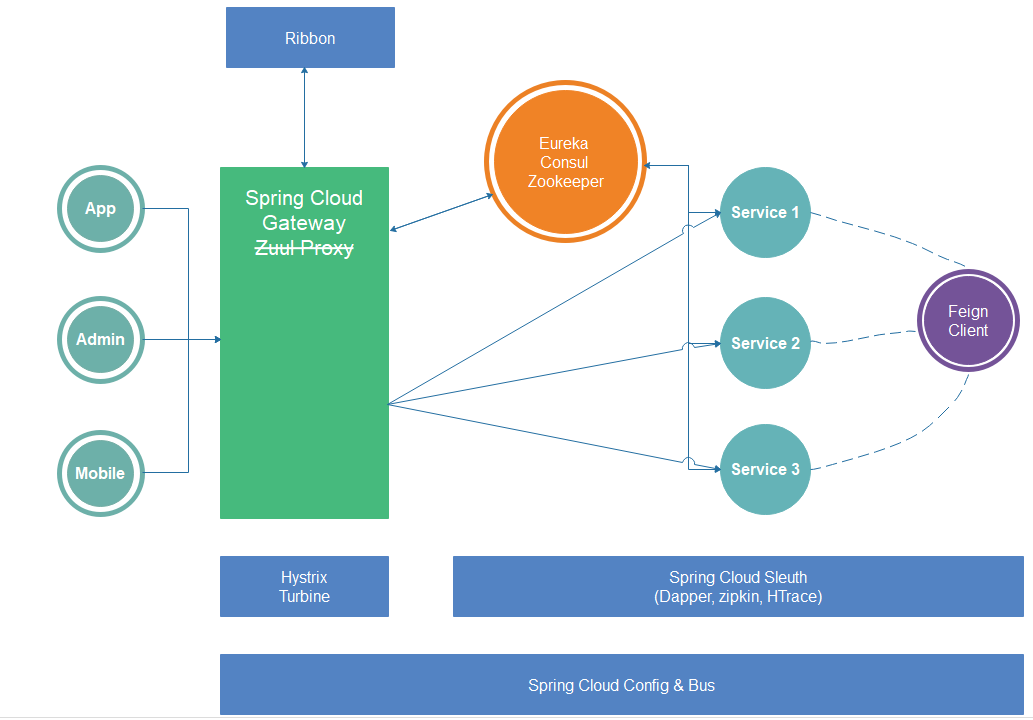 Ribbon
Eureka
Consul
Zookeeper
Spring Cloud
Gateway
Zuul Proxy
App
Service 1
Feign
Client
Admin
Service 2
Mobile
Service 3
Hystrix
Turbine
Spring Cloud Sleuth
(Dapper, zipkin, HTrace)
Spring Cloud Config & Bus